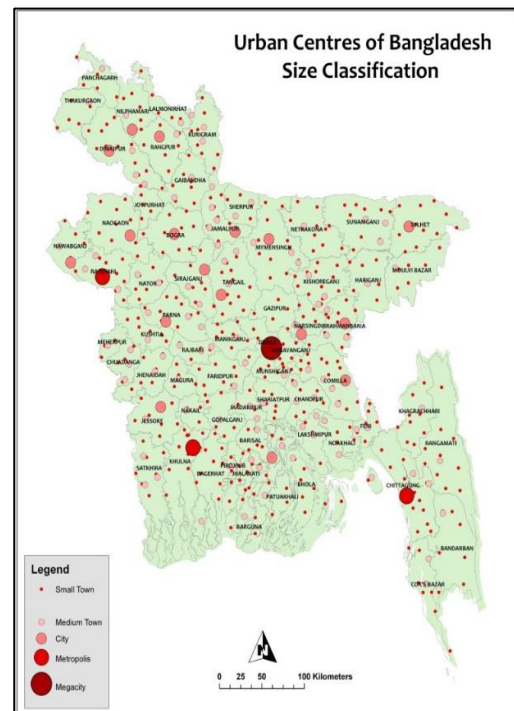 Urban Centres of Bangladesh
Size Classification
PANCHAGARH
THAKURGAON
NILPHAMARI
LALMONIRHAT
DINAJPUR
RANGPUR
KURIGRAM
GAIBANDHA
JOYPURHAT
SHERPUR
NAOGAON
BOGRA
JAMALPUR
NETRAKONA
SUNAMGANJ
SYLHET
NAWABGANJ
MYMENSINGH
RAJSHAHI
NATOR
SIRAJGANJ
TANGAIL
KISHOREGANJ
HABIGANJ
MOULVI BAZAR
GAZIPUR
PABNA
NARSINGDI
BRAHMANBARIA
KUSHTIA
MANIKGANJ
MEHERPUR
RAJBARI
NARAYANGANJ
CHUADANGA
MUNSHIGANJ
JHENAIDAH
MAGURA
FARIDPUR
COMILLA
SHARIATPUR
CHANDPUR
NARAIL
MADARIPUR
KHAGRACHHARI
JESSORE
GOPALGANJ
LAKSHMIPUR
FENI
RANGAMATI
BARISAL
NOAKHALI
KHULNA
SATKHIRA
PIROJPUR
JHALAKATI
BAGERHAT
BHOLA
CHITTAGONG
PATUAKHALI
BARGUNA
BANDARBAN
COX'S BAZAR
Legend
Small Town
Medium Town
City
Metropolis
Megacity
N
0 25 50 100 Kilometers